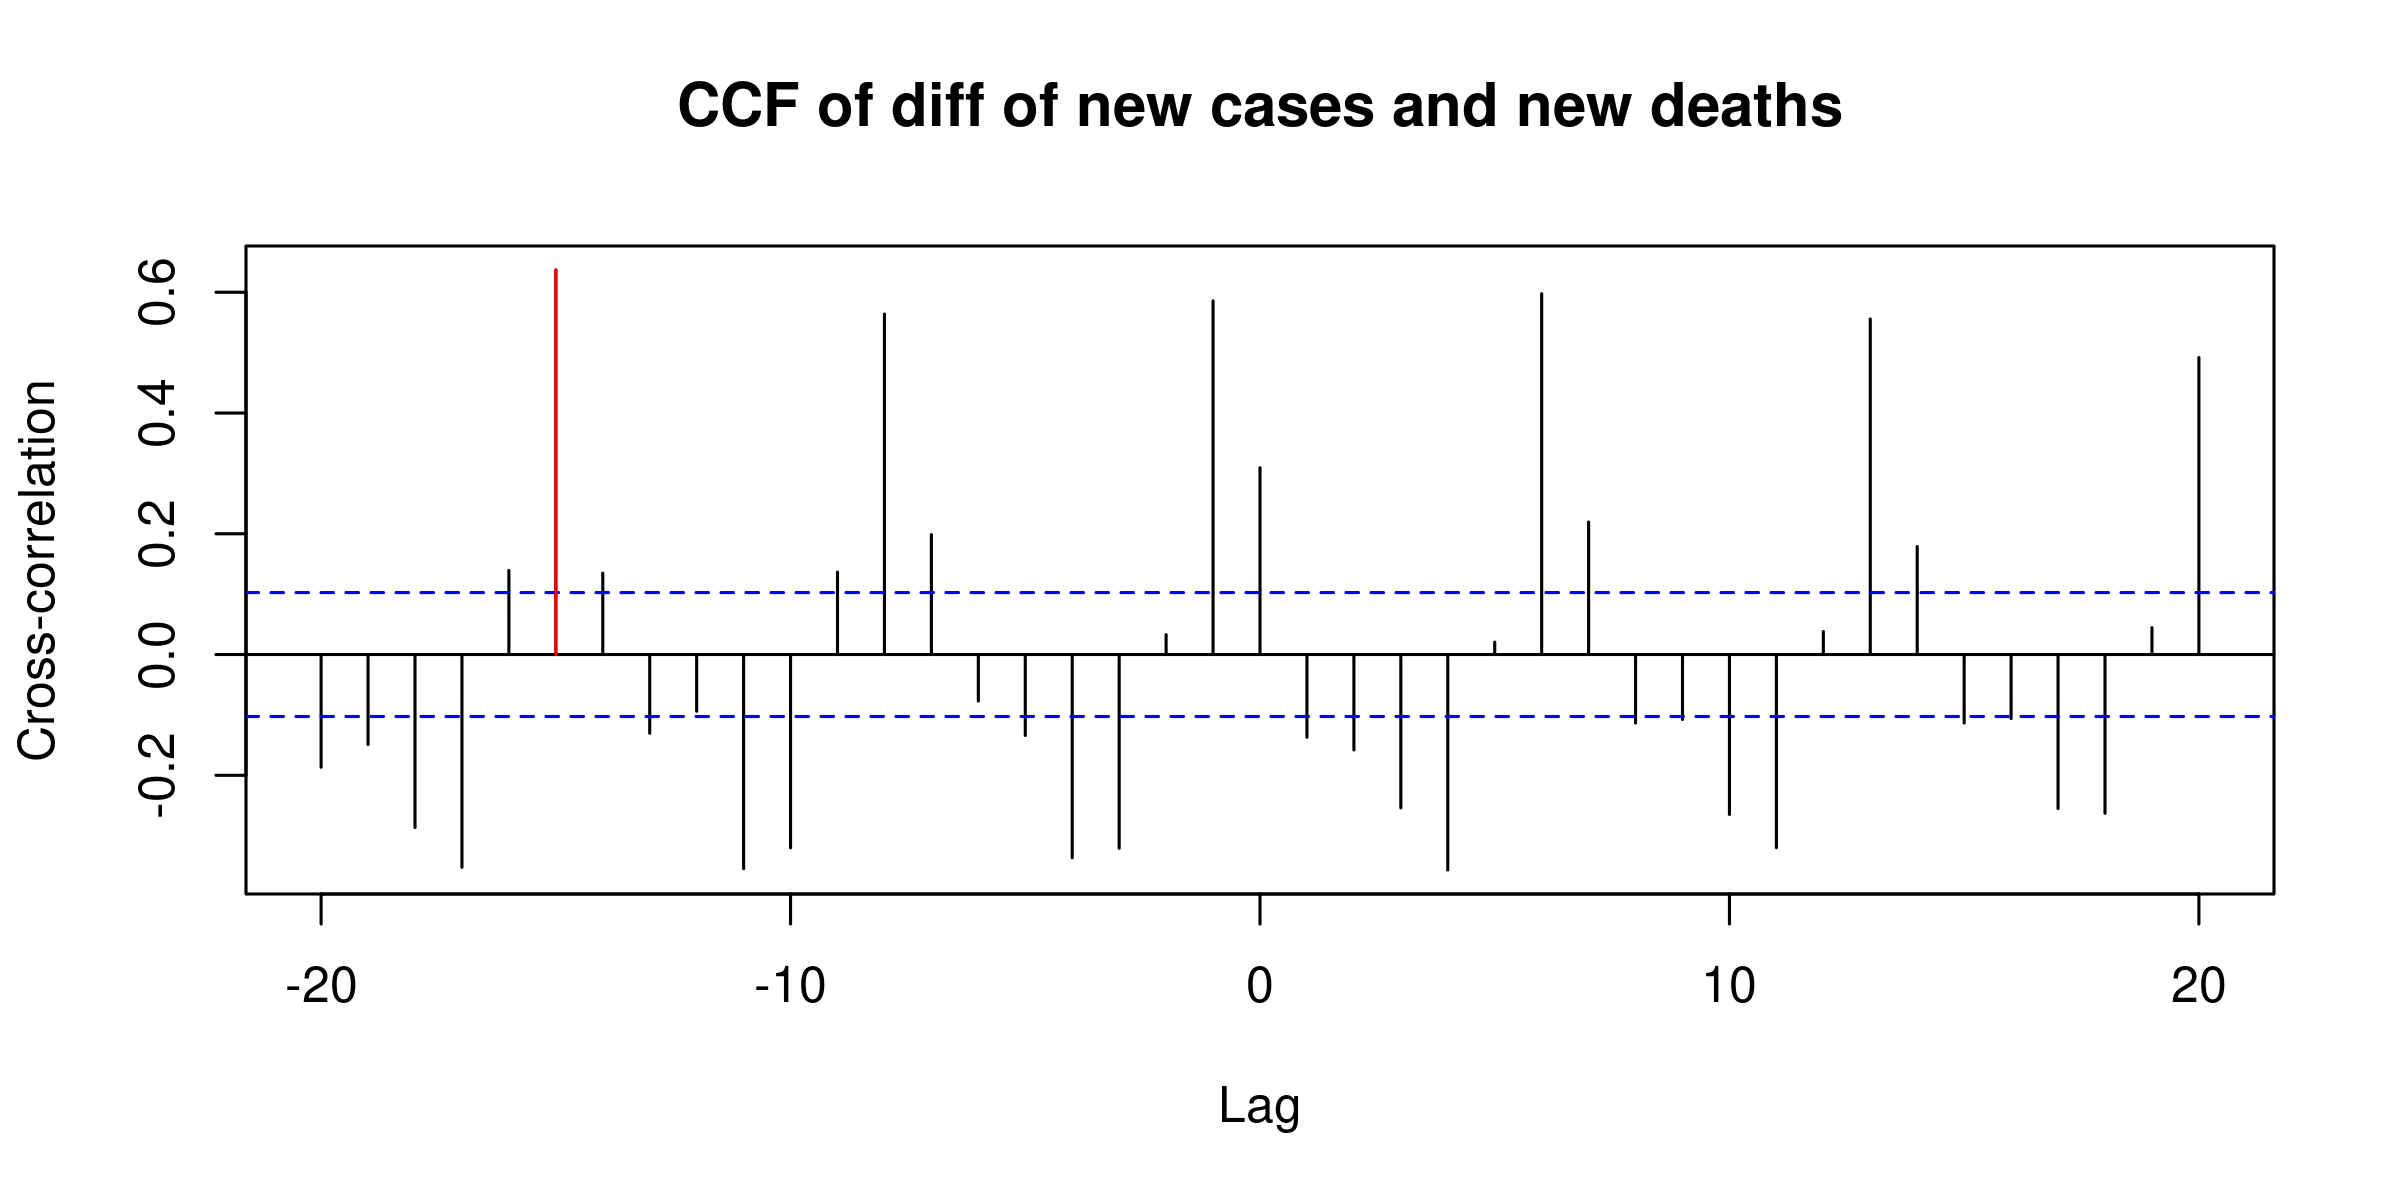 CCF of diff of new cases and new deaths
Cross-correlation
0.6
0.4
0.2
0.0
-0.2
-20 -10 0 10 20
Lag